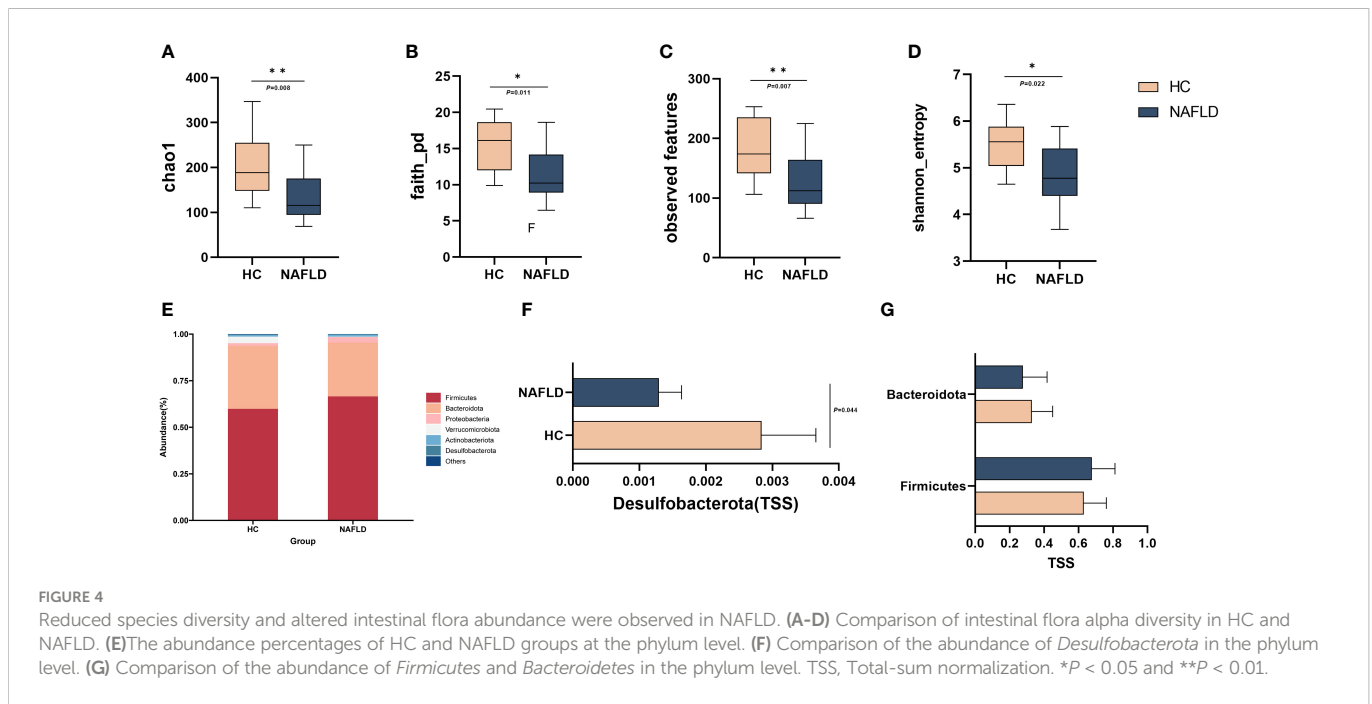 A
B
C
D
* *
P=0.008
*
P=0.011
* *
P=0.007
*
P=0.022
HC
NAFLD
400
300
200
100
0
chao1
HC NAFLD
25
20
15
10
5
0
faith_pd
F
HC NAFLD
300
200
100
0
observed features
HC NAFLD
7
6
5
4
3
shannon_entropy
HC NAFLD
E
1.00
0.75
0.50
0.25
0.00
Abundance(%)
HC NAFLD
Group
Firmicutes
Bacteroidota
Proteobacteria
Verrucomicrobiota
Actinobacteriota
Desulfobacterota
Others
F
NAFLD
HC
P=0.044
0.000 0.001 0.002 0.003 0.004
Desulfobacterota(TSS)
G
Bacteroidota
Firmicutes
0.0 0.2 0.4 0.6 0.8 1.0
TSS
FIGURE 4
Reduced species diversity and altered intestinal flora abundance were observed in NAFLD. (A-D) Comparison of intestinal flora alpha diversity in HC and
NAFLD. (E)The abundance percentages of HC and NAFLD groups at the phylum level. (F) Comparison of the abundance of Desulfobacterota in the phylum
level. (G) Comparison of the abundance of Firmicutes and Bacteroidetes in the phylum level. TSS, Total-sum normalization. *P < 0.05 and **P < 0.01.